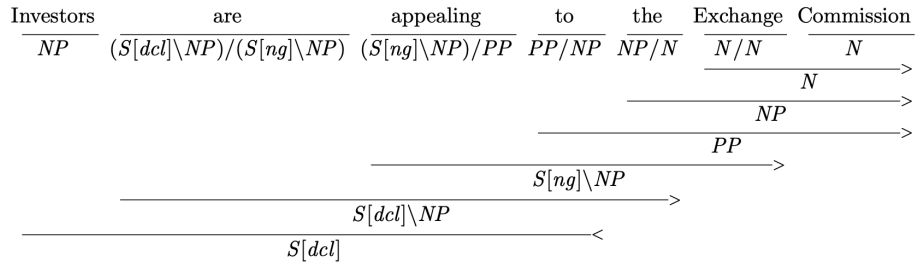 Investors are appealing to the Exchange Commission
NP (S[dcl]\NP)/(S[ng]\NP) (S[ng]\NP)/PP PP/NP NP/N N/N N
>
N
>
NP
>
PP
>
S[ng]\NP
>
S[dcl]\NP
<
S[dcl]